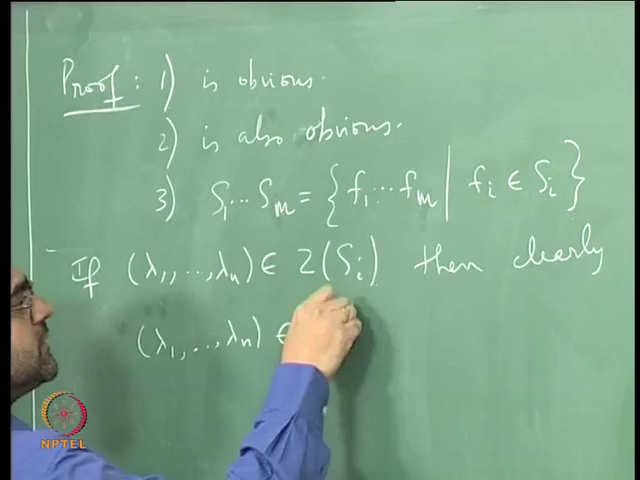 Proof : 1) is obvious.
2) is also obvious.
3) S₁...Sₘ = { f₁...fₘ | fᵢ ∈ Sᵢ }
If (λ₁,...,λₙ) ∈ Z(Sᵢ) then clearly
(λ₁,...,λₙ) ∈
NPTEL